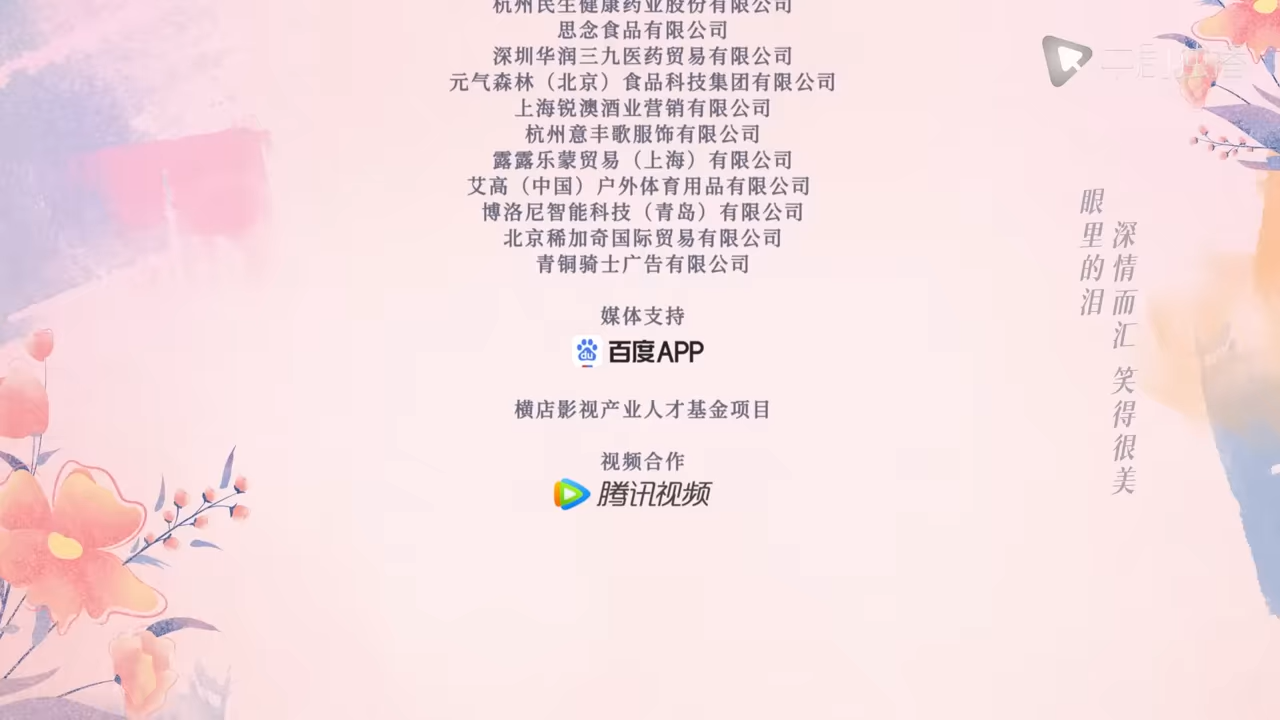 杭州民生健康药业股份有限公司
思念食品有限公司
深圳华润三九医药贸易有限公司
元气森林（北京）食品科技集团有限公司
上海锐澳酒业营销有限公司
杭州意丰歌服饰有限公司
露露乐蒙贸易（上海）有限公司
艾高（中国）户外体育用品有限公司
博洛尼智能科技（青岛）有限公司
北京稀加奇国际贸易有限公司
青铜骑士广告有限公司
媒体支持
du 百度APP
横店影视产业人才基金项目
视频合作
腾讯视频
眼里的泪
深情而汇 笑得很美